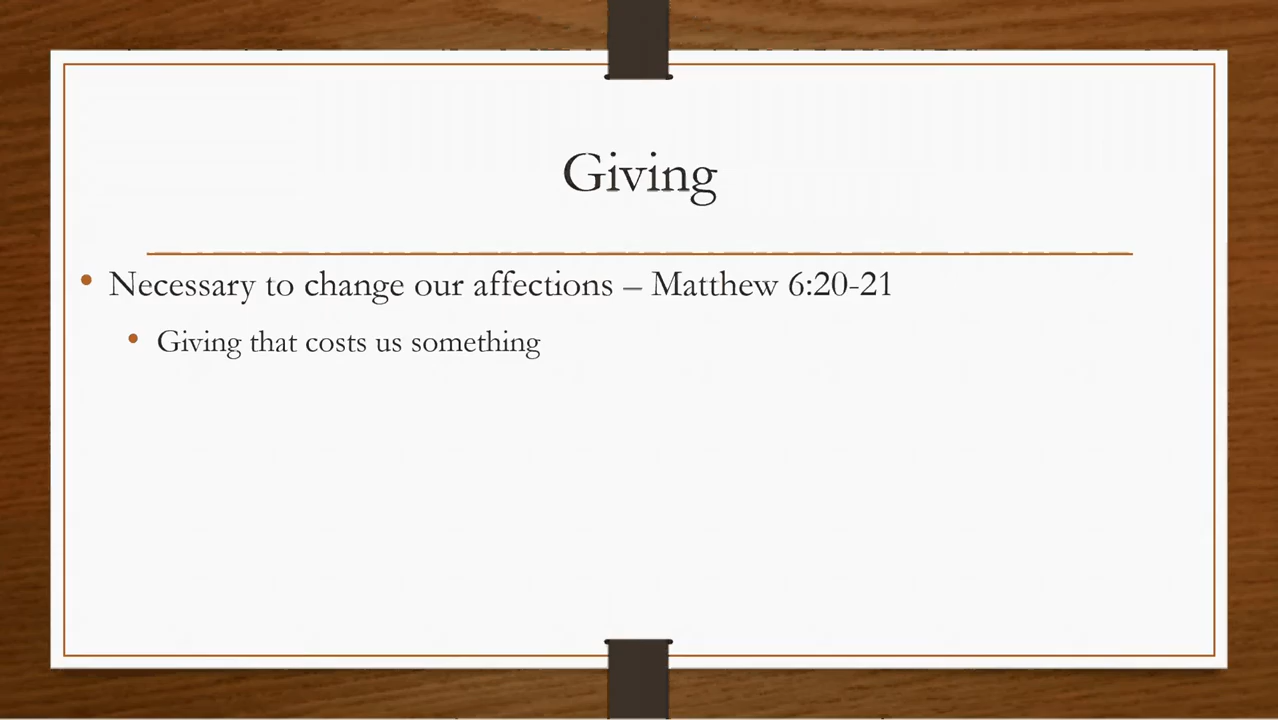 Giving
• Necessary to change our affections – Matthew 6:20-21
• Giving that costs us something